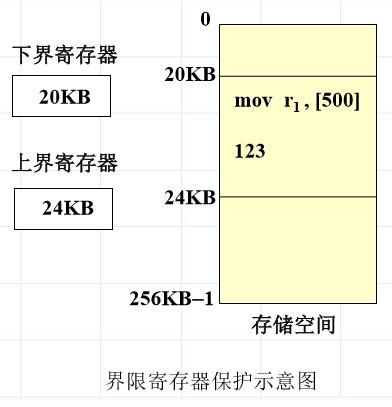 0
下界寄存器
20KB
20KB
mov r1 , [500]
123
上界寄存器
24KB
24KB
256KB–1
存储空间
界限寄存器保护示意图